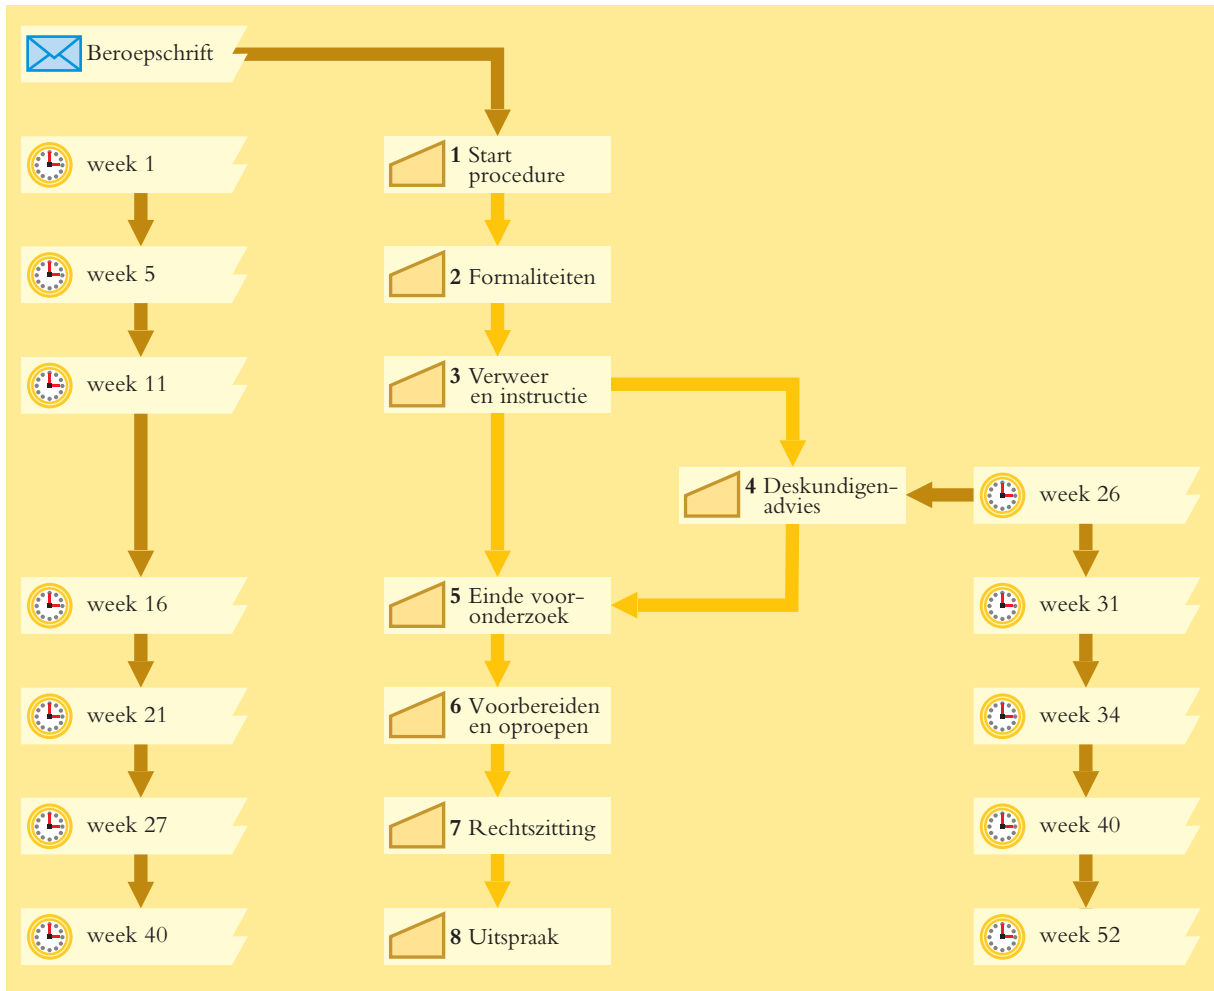 Beroepschrift
week 1
1 Start
procedure
week 5
2 Formaliteiten
week 11
3 Verweer
en instructie
4 Deskundigen-
advies
week 26
week 16
5 Einde voor-
onderzoek
week 31
week 21
6 Voorbereiden
en oproepen
week 34
week 27
7 Rechtszitting
week 40
week 40
8 Uitspraak
week 52